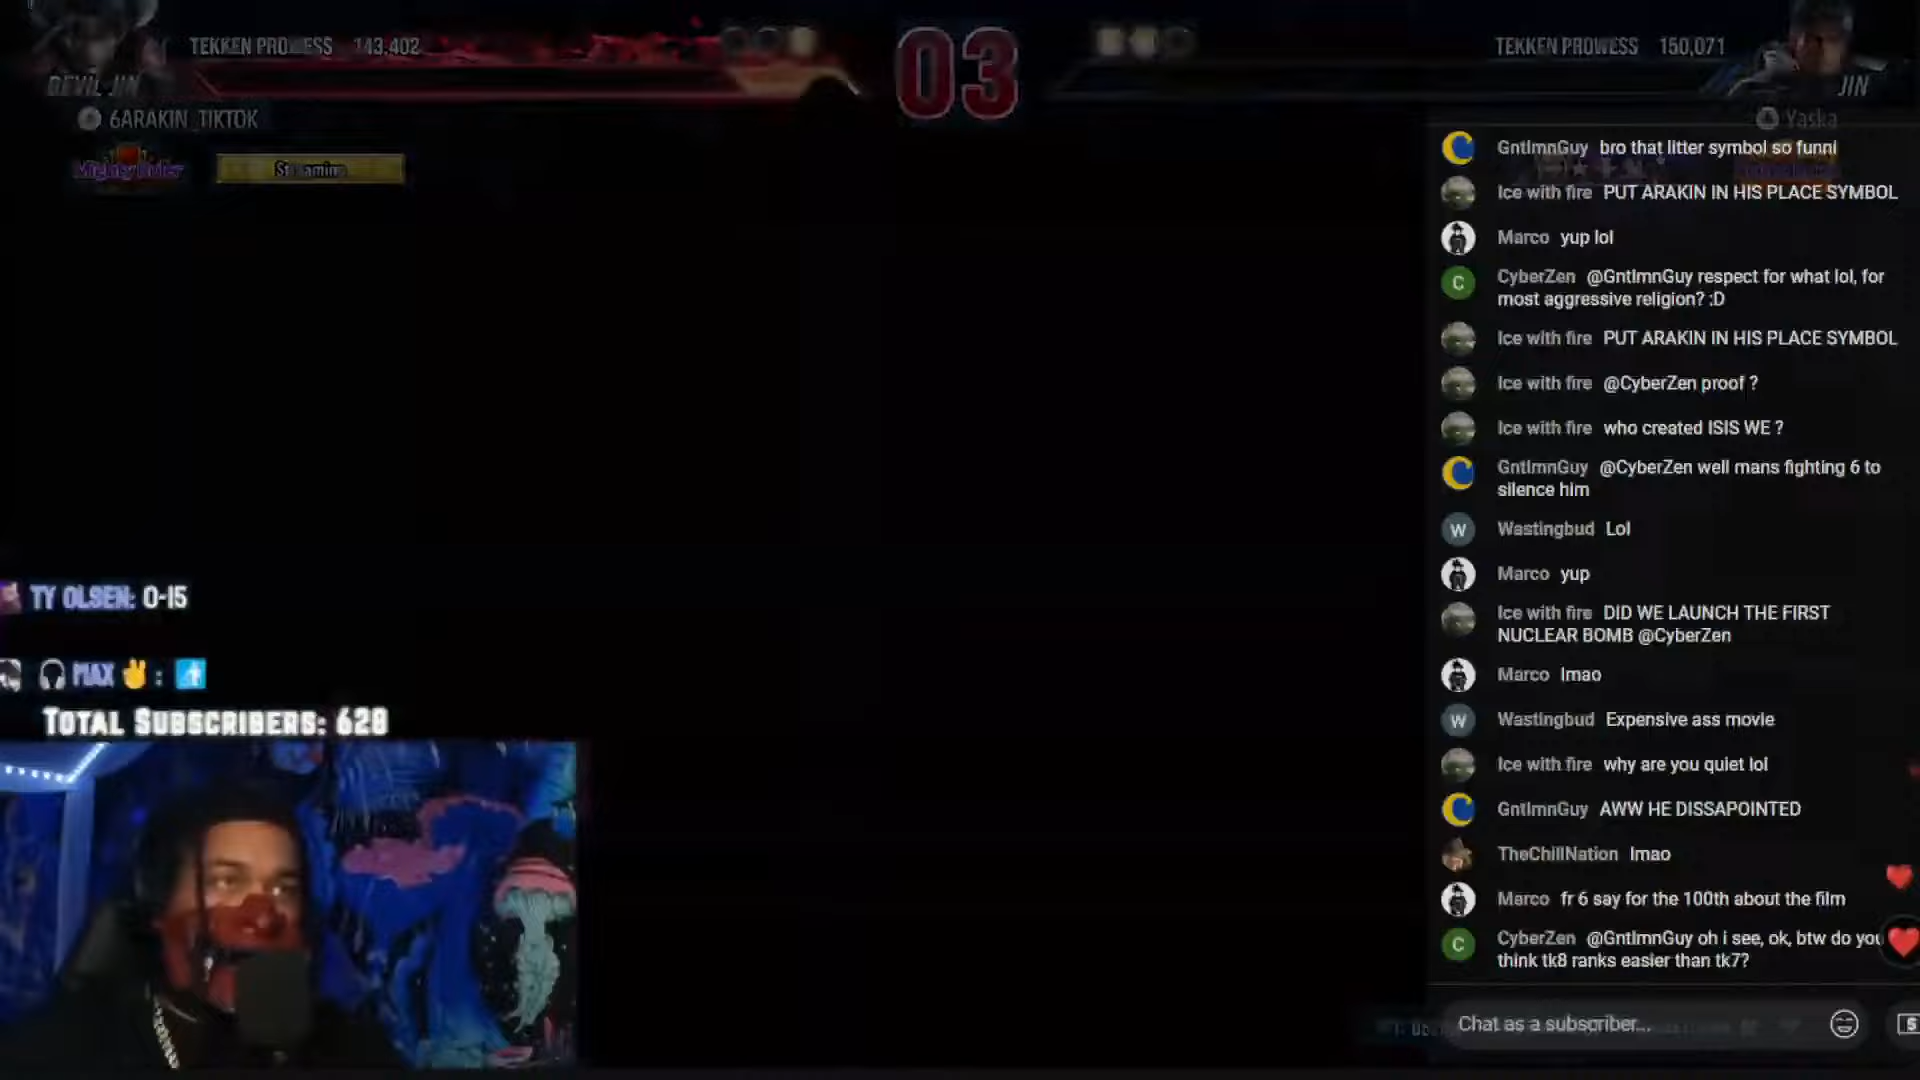 TEKKEN PROWESS 143,402
03
TEKKEN PROWESS 150,071
DEVIL JIN
JIN
6ARAKIN_TIKTOK
Yaska
Mighty Ruler
Streaming
GntlmnGuy bro that litter symbol so funni
Ice with fire PUT ARAKIN IN HIS PLACE SYMBOL
Marco yup lol
CyberZen @GntlmnGuy respect for what lol, for
most aggressive religion? :D
Ice with fire PUT ARAKIN IN HIS PLACE SYMBOL
Ice with fire @CyberZen proof ?
Ice with fire who created ISIS WE ?
GntlmnGuy @CyberZen well mans fighting 6 to
silence him
W Wastingbud Lol
Marco yup
Ice with fire DID WE LAUNCH THE FIRST
NUCLEAR BOMB @CyberZen
Marco lmao
W Wastingbud Expensive ass movie
Ice with fire why are you quiet lol
GntlmnGuy AWW HE DISSAPOINTED
TheChillNation lmao
Marco fr 6 say for the 100th about the film
C CyberZen @GntlmnGuy oh i see, ok, btw do you
think tk8 ranks easier than tk7?
Chat as a subscriber...
TY OLSEN: 0-15
MAX ✌ :
TOTAL SUBSCRIBERS: 628